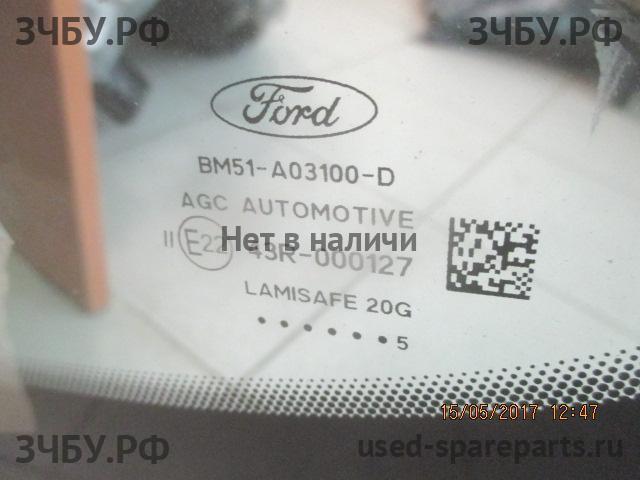 ЗЧБУ.РФ
ЗЧБУ.РФ
Ford
BM51-A03100-D
AGC AUTOMOTIVE
Нет в наличи
II E22 43R-000127
LAMISAFE 20G
• • • • • • • 5
15/05/2017 12:47
ЗЧБУ.РФ
used-spareparts.ru